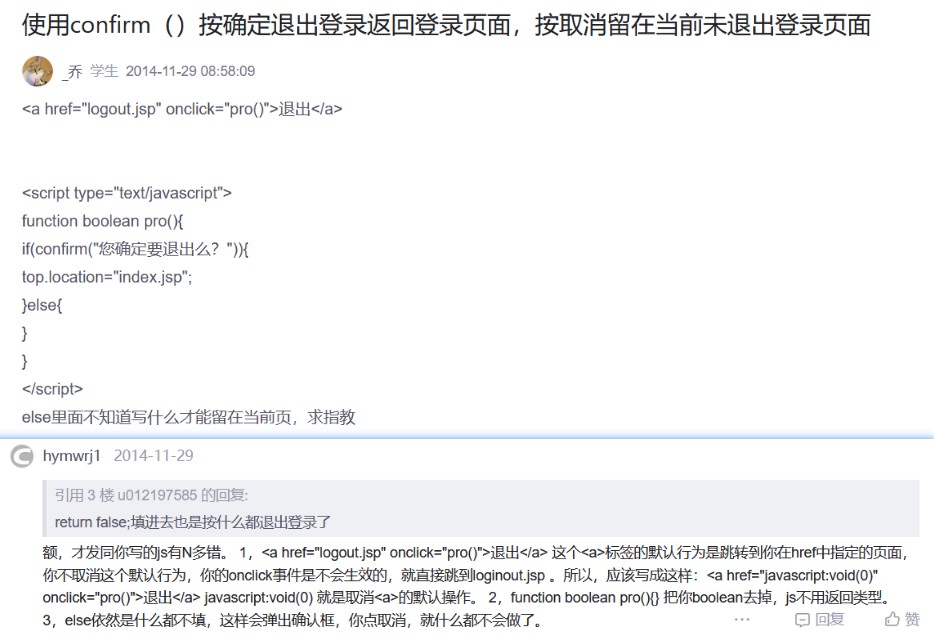 使用confirm（）按确定退出登录返回登录页面，按取消留在当前未退出登录页面
_乔 学生 2014-11-29 08:58:09
<a href="logout.jsp" onclick="pro()">退出</a>
<script type="text/javascript">
function boolean pro(){
if(confirm("您确定要退出么？")){
top.location="index.jsp";
}else{
}
}
</script>
else里面不知道写什么才能留在当前页，求指教
hymwrj1 2014-11-29
引用 3 楼 u012197585 的回复:
return false;填进去也是按什么都退出登录了
额，才发同你写的js有N多错。 1，<a href="logout.jsp" onclick="pro()">退出</a> 这个<a>标签的默认行为是跳转到你在href中指定的页面，
你不取消这个默认行为，你的onclick事件是不会生效的，就直接跳到loginout.jsp 。所以，应该写成这样：<a href="javascript:void(0)"
onclick="pro()">退出</a> javascript:void(0) 就是取消<a>的默认操作。 2，function boolean pro(){} 把你boolean去掉，js不用返回类型。
3，else依然是什么都不填，这样会弹出确认框，你点取消，就什么都不会做了。 ··· 回复 赞